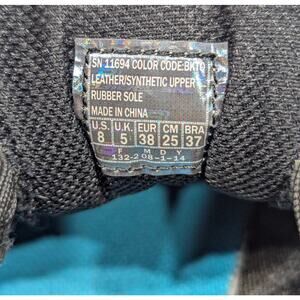 SN 11694 COLOR CODE:BKTQ
LEATHER/SYNTHETIC UPPER
RUBBER SOLE
MADE IN CHINA
U.S. U.K. EUR CM BRA
8 5 38 25 37
F M D Y
132-2 08-1-14